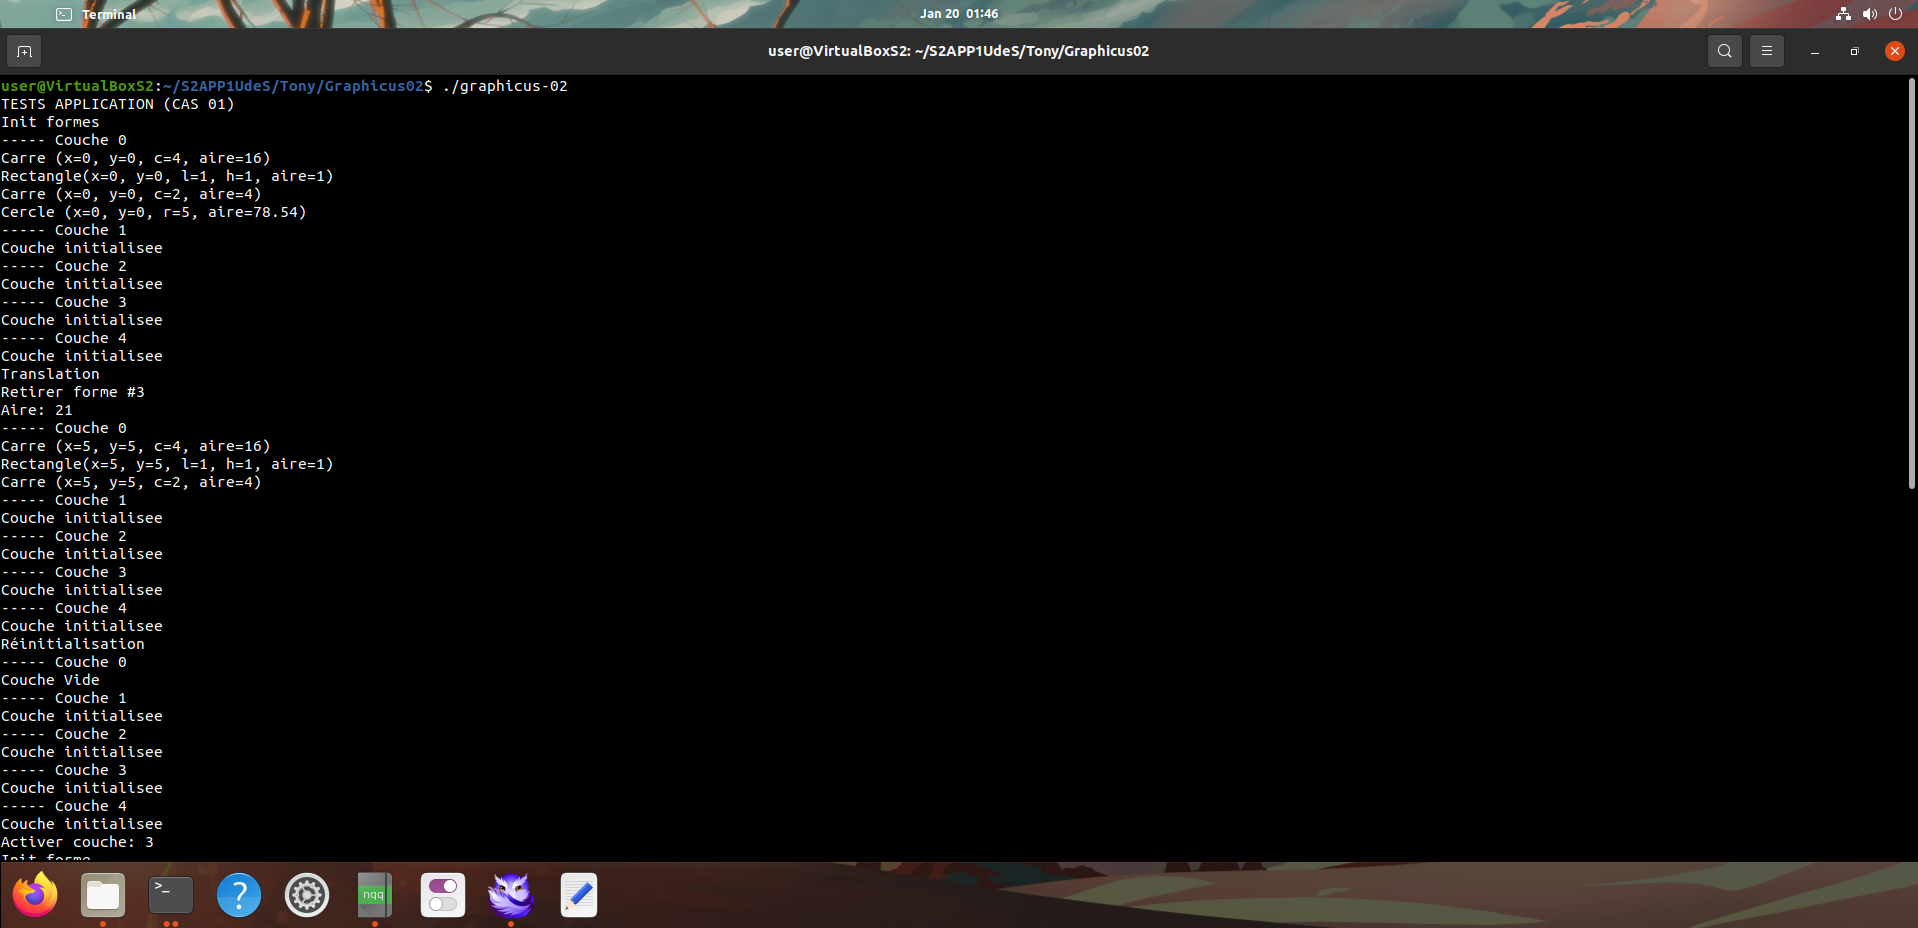 Terminal
Jan 20 01:46
user@VirtualBoxS2: ~/S2APP1UdeS/Tony/Graphicus02
user@VirtualBoxS2:~/S2APP1UdeS/Tony/Graphicus02$ ./graphicus-02
TESTS APPLICATION (CAS 01)
Init formes
----- Couche 0
Carre (x=0, y=0, c=4, aire=16)
Rectangle(x=0, y=0, l=1, h=1, aire=1)
Carre (x=0, y=0, c=2, aire=4)
Cercle (x=0, y=0, r=5, aire=78.54)
----- Couche 1
Couche initialisee
----- Couche 2
Couche initialisee
----- Couche 3
Couche initialisee
----- Couche 4
Couche initialisee
Translation
Retirer forme #3
Aire: 21
----- Couche 0
Carre (x=5, y=5, c=4, aire=16)
Rectangle(x=5, y=5, l=1, h=1, aire=1)
Carre (x=5, y=5, c=2, aire=4)
----- Couche 1
Couche initialisee
----- Couche 2
Couche initialisee
----- Couche 3
Couche initialisee
----- Couche 4
Couche initialisee
Réinitialisation
----- Couche 0
Couche Vide
----- Couche 1
Couche initialisee
----- Couche 2
Couche initialisee
----- Couche 3
Couche initialisee
----- Couche 4
Couche initialisee
Activer couche: 3
Init forme
>_
?
nqq